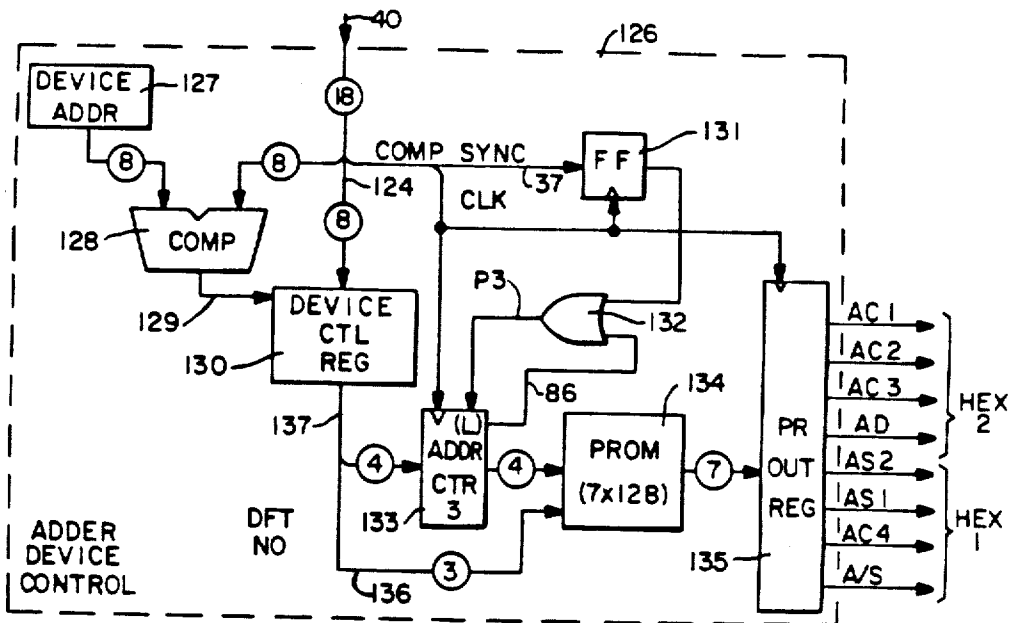 40
126
DEVICE
ADDR
127
18
8
8
COMP SYNC
37
FF
131
124
CLK
128
COMP
8
129
DEVICE
CTL
REG
130
P3
132
86
134
137
(L)
ADDR
CTR
3
133
4
4
PROM
(7X128)
7
PR
OUT
REG
135
AC1
AC2
AC3
AD
HEX
2
AS2
AS1
AC4
A/S
HEX
1
DFT
NO
3
136
ADDER
DEVICE
CONTROL